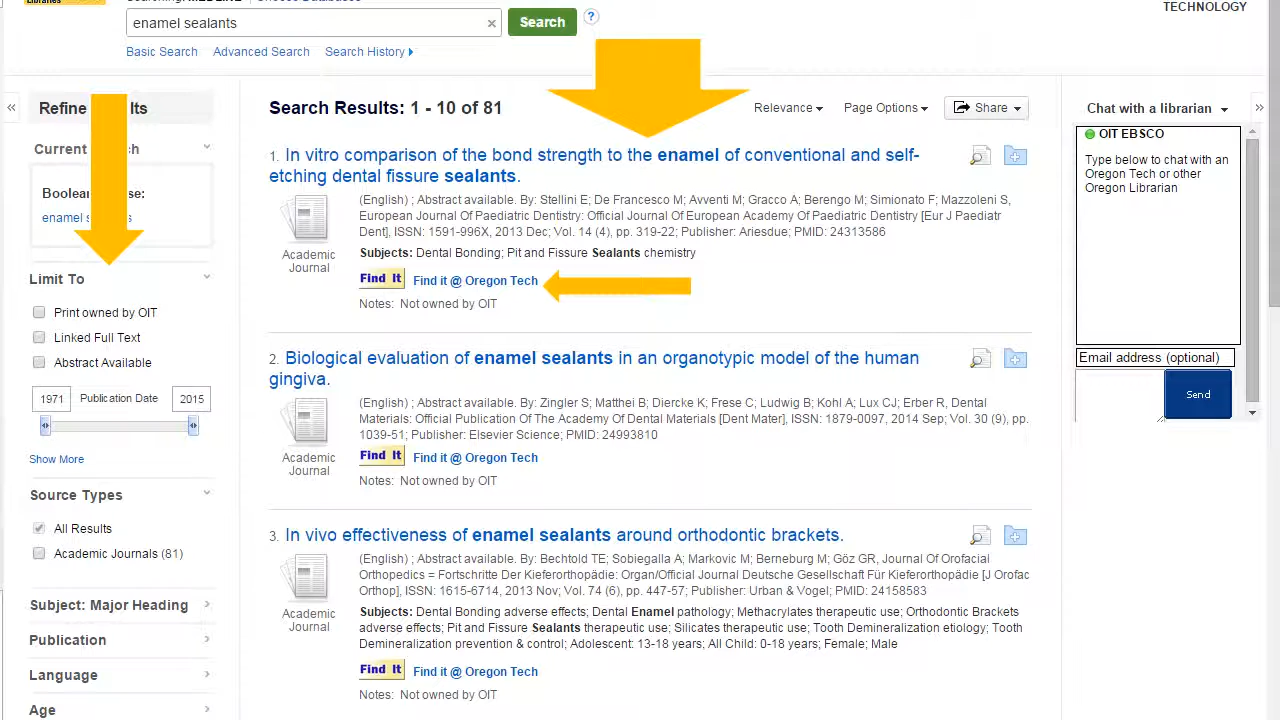 Libraries
TECHNOLOGY
enamel sealants
Search
?
Basic Search Advanced Search Search History
Refine lts
Search Results: 1 - 10 of 81
Relevance Page Options Share
Current
Boolean
enamel s
Limit To
Print owned by OIT
Linked Full Text
Abstract Available
1971 Publication Date 2015
Show More
Source Types
All Results
Academic Journals (81)
Subject: Major Heading
Publication
Language
Age
1. In vitro comparison of the bond strength to the enamel of conventional and self-
etching dental fissure sealants.
(English) ; Abstract available. By: Stellini E; De Francesco M; Avventi M; Gracco A; Berengo M; Simionato F; Mazzoleni S,
European Journal Of Paediatric Dentistry: Official Journal Of European Academy Of Paediatric Dentistry [Eur J Paediatr
Dent], ISSN: 1591-996X, 2013 Dec; Vol. 14 (4), pp. 319-22; Publisher: Ariesdue; PMID: 24313586
Academic
Journal
Subjects: Dental Bonding; Pit and Fissure Sealants chemistry
Find It Find it @ Oregon Tech
Notes: Not owned by OIT
2. Biological evaluation of enamel sealants in an organotypic model of the human
gingiva.
(English) ; Abstract available. By: Zingler S; Matthei B; Diercke K; Frese C; Ludwig B; Kohl A; Lux CJ; Erber R, Dental
Materials: Official Publication Of The Academy Of Dental Materials [Dent Mater], ISSN: 1879-0097, 2014 Sep; Vol. 30 (9), pp.
1039-51; Publisher: Elsevier Science; PMID: 24993810
Academic
Journal
Find It Find it @ Oregon Tech
Notes: Not owned by OIT
3. In vivo effectiveness of enamel sealants around orthodontic brackets.
(English) ; Abstract available. By: Bechtold TE; Sobiegalla A; Markovic M; Berneburg M; Göz GR, Journal Of Orofacial
Orthopedics = Fortschritte Der Kieferorthopädie: Organ/Official Journal Deutsche Gesellschaft Für Kieferorthopädie [J Orofac
Orthop], ISSN: 1615-6714, 2013 Nov; Vol. 74 (6), pp. 447-57; Publisher: Urban & Vogel; PMID: 24158583
Academic
Journal
Subjects: Dental Bonding adverse effects; Dental Enamel pathology; Methacrylates therapeutic use; Orthodontic Brackets
adverse effects; Pit and Fissure Sealants therapeutic use; Silicates therapeutic use; Tooth Demineralization etiology; Tooth
Demineralization prevention & control; Adolescent: 13-18 years; All Child: 0-18 years; Female; Male
Find It Find it @ Oregon Tech
Notes: Not owned by OIT
Chat with a librarian
OIT EBSCO
Type below to chat with an
Oregon Tech or other
Oregon Librarian
Email address (optional)
Send